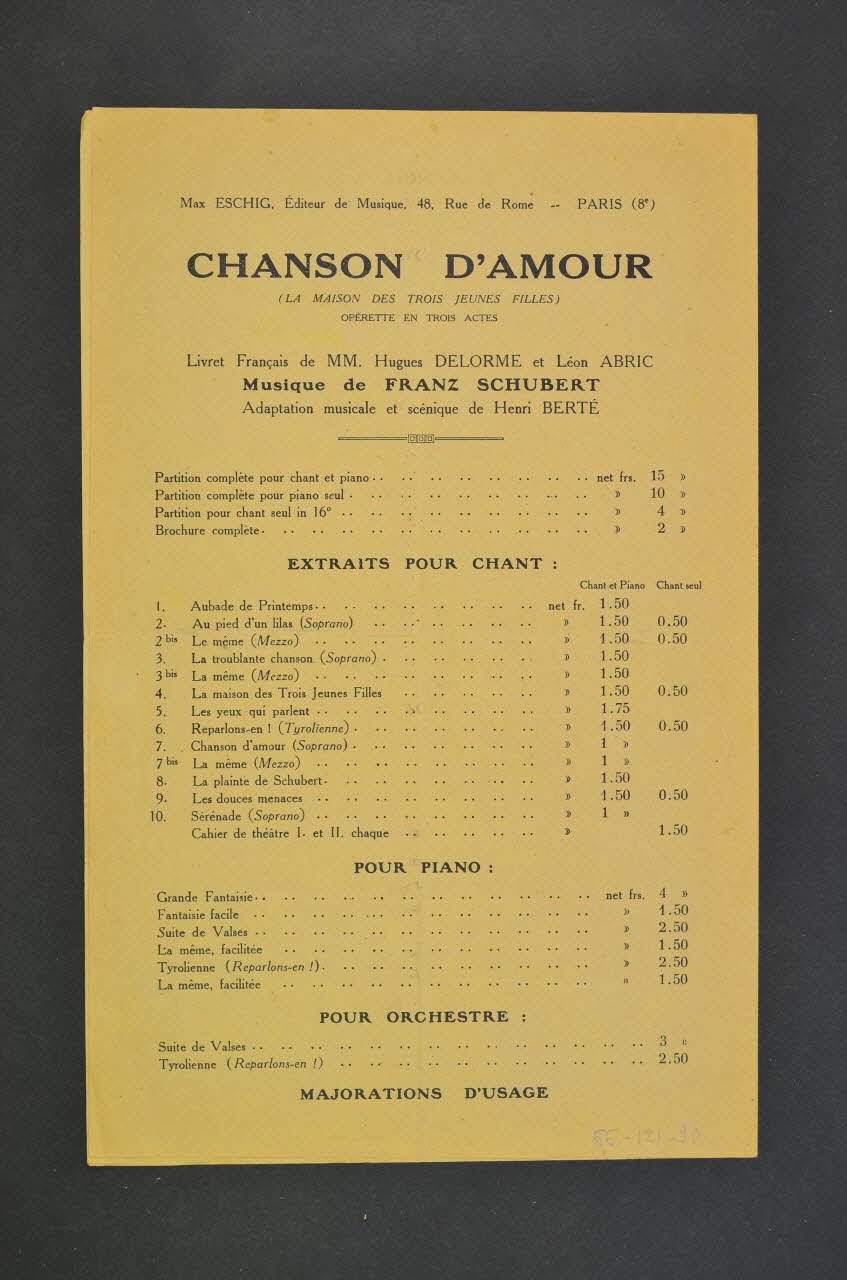 Max ESCHIG, Éditeur de Musique, 48, Rue de Rome -- PARIS (8e)
CHANSON D'AMOUR
(LA MAISON DES TROIS JEUNES FILLES)
OPÉRETTE EN TROIS ACTES
Livret Français de MM. Hugues DELORME et Léon ABRIC
Musique de FRANZ SCHUBERT
Adaptation musicale et scénique de Henri BERTÉ
Partition complète pour chant et piano .. .. .. .. .. .. .. .. net frs. 15 »
Partition complète pour piano seul . .. .. .. .. .. .. .. .. » 10 »
Partition pour chant seul in 16° .. .. .. .. .. .. .. .. .. » 4 »
Brochure complète. .. .. .. .. .. .. .. .. .. .. .. » 2 »
EXTRAITS POUR CHANT :
Chant et Piano Chant seul
1. Aubade de Printemps .. .. .. .. .. .. .. .. net fr. 1.50
2. Au pied d'un lilas (Soprano) .. .. .. .. .. .. » 1.50 0.50
2 bis Le même (Mezzo) .. .. .. .. .. .. .. .. » 1.50 0.50
3. La troublante chanson (Soprano) . .. .. .. .. . » 1.50
3 bis La même (Mezzo) .. .. .. .. .. .. .. .. » 1.50
4. La maison des Trois Jeunes Filles .. .. .. .. .. » 1.50 0.50
5. Les yeux qui parlent .. .. .. .. .. .. .. .. » 1.75
6. Reparlons-en ! (Tyrolienne) . .. .. .. .. .. .. » 1.50 0.50
7. Chanson d'amour (Soprano) . .. .. .. .. .. .. » 1 »
7 bis La même (Mezzo) .. .. .. .. .. .. .. .. » 1 »
8. La plainte de Schubert. .. .. .. .. .. .. .. » 1.50
9. Les douces menaces .. .. .. .. .. .. .. .. » 1.50 0.50
10. Sérénade (Soprano) .. .. .. .. .. .. .. .. » 1 »
Cahier de théâtre I. et II. chaque .. .. .. .. .. » 1.50
POUR PIANO :
Grande Fantaisie .. .. .. .. .. .. .. .. .. .. .. .. net frs. 4 »
Fantaisie facile .. .. .. .. .. .. .. .. .. .. .. .. » 1.50
Suite de Valses .. .. .. .. .. .. .. .. .. .. .. .. » 2.50
La même, facilitée .. .. .. .. .. .. .. .. .. .. .. » 1.50
Tyrolienne (Reparlons-en !) . .. .. .. .. .. .. .. .. .. » 2.50
La même, facilitée .. .. .. .. .. .. .. .. .. .. .. » 1.50
POUR ORCHESTRE :
Suite de Valses .. .. .. .. .. .. .. .. .. .. .. .. .. .. 3 »
Tyrolienne (Reparlons-en !) .. .. .. .. .. .. .. .. .. .. .. 2.50
MAJORATIONS D'USAGE